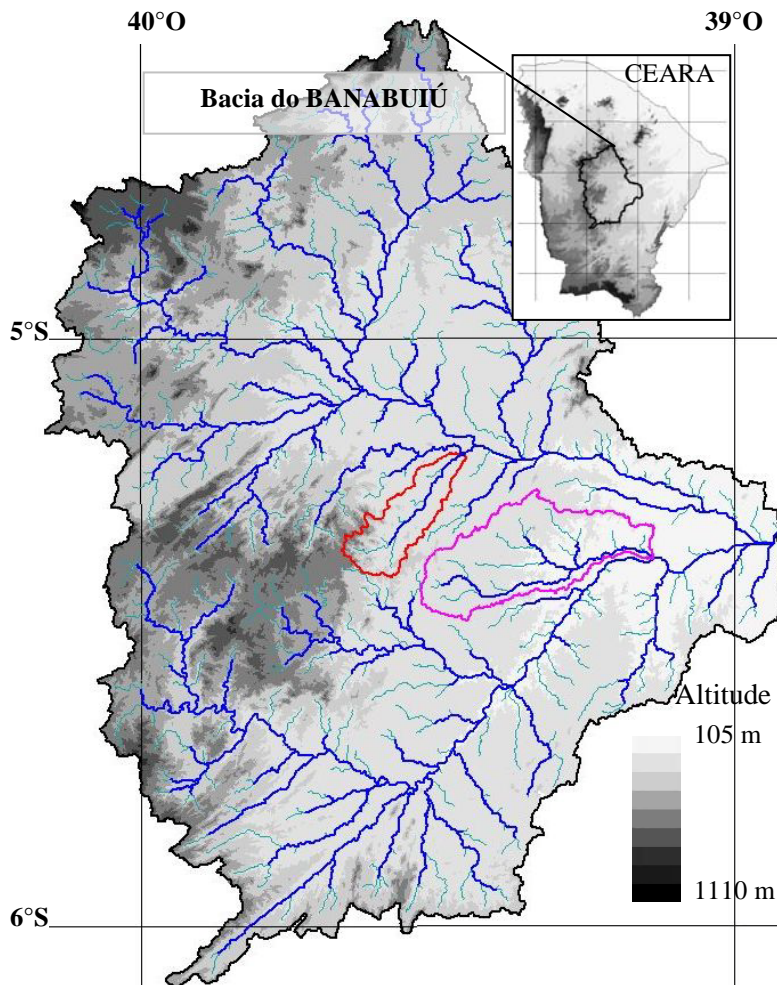 40°O
39°O
CEARA
Bacia do BANABUIÚ
5°S
Altitude
105 m
1110 m
6°S